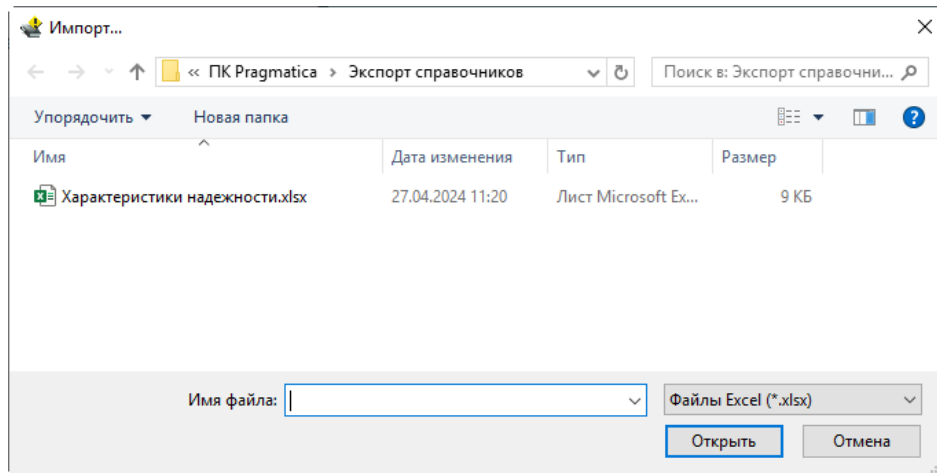 Импорт...
« ПК Pragmatica › Экспорт справочников Поиск в: Экспорт справочни...
Упорядочить Новая папка
Имя Дата изменения Тип Размер
Характеристики надежности.xlsx 27.04.2024 11:20 Лист Microsoft Ex... 9 КБ
Имя файла: Файлы Excel (*.xlsx)
Открыть Отмена